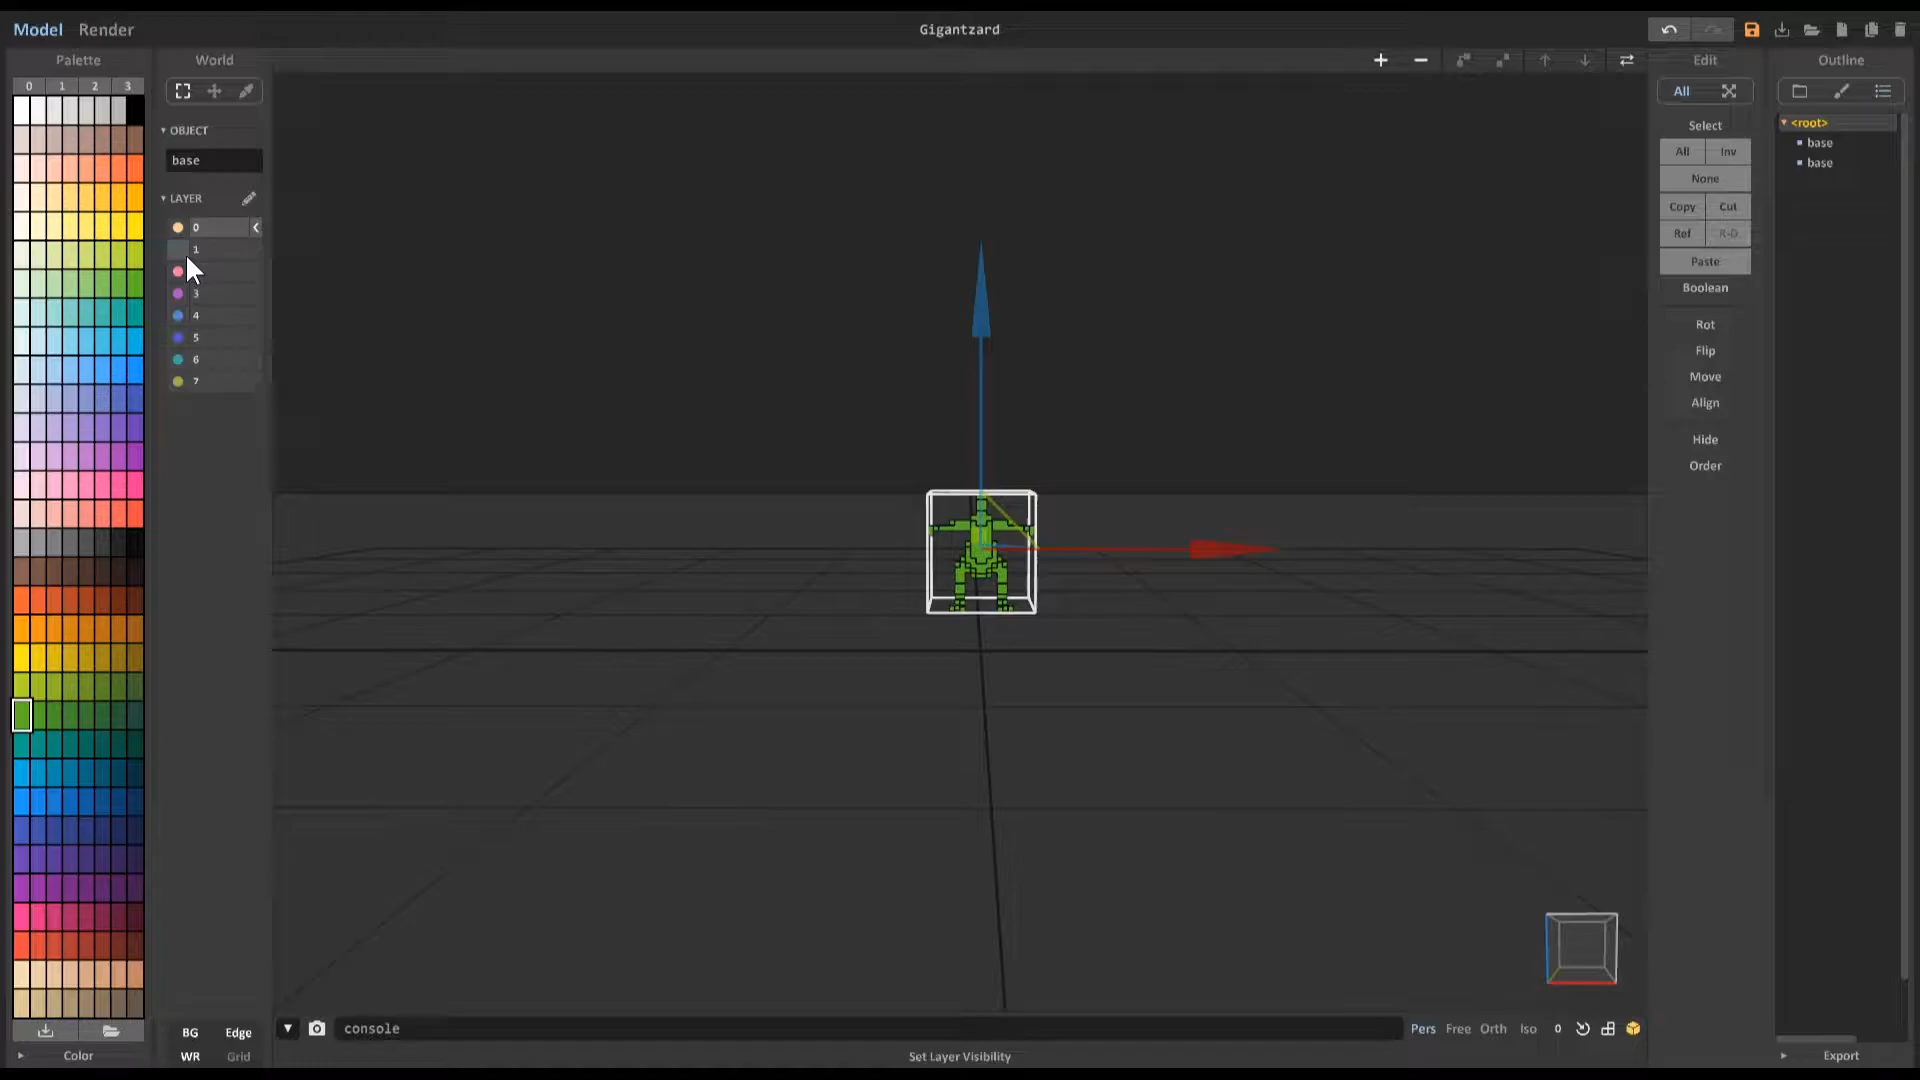 Model Render
Gigantzard
Palette
World
Edit
Outline
0 1 2 3
All
OBJECT
base
Select
All Inv
None
Copy Cut
Ref R-D
Paste
Boolean
Rot
Flip
Move
Align
Hide
Order
<root>
base
base
LAYER
0
1
3
4
5
6
7
BG Edge
WR Grid
console
Pers Free Orth Iso 0
Color
Set Layer Visibility
Export